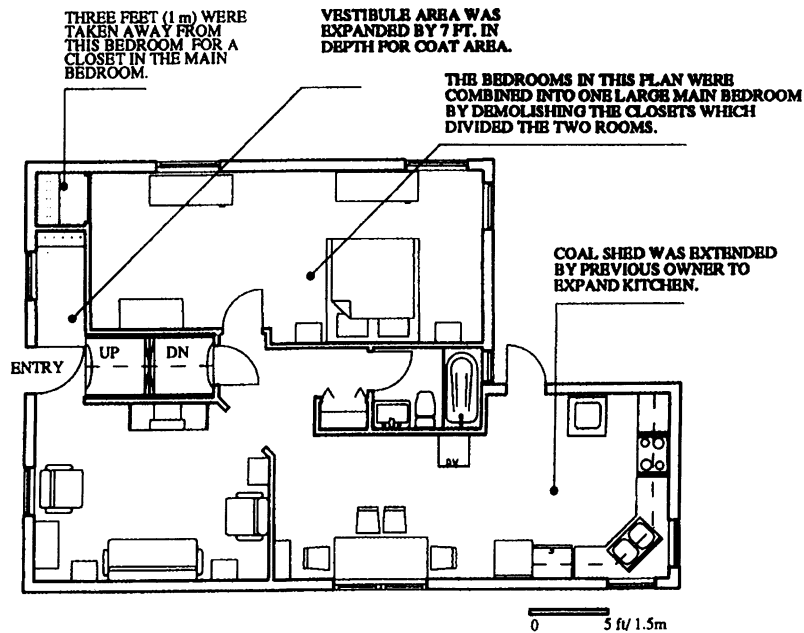 THREE FEET (1 m) WERE
TAKEN AWAY FROM
THIS BEDROOM FOR A
CLOSET IN THE MAIN
BEDROOM.
VESTIBULE AREA WAS
EXPANDED BY 7 FT. IN
DEPTH FOR COAT AREA.
THE BEDROOMS IN THIS PLAN WERE
COMBINED INTO ONE LARGE MAIN BEDROOM
BY DEMOLISHING THE CLOSETS WHICH
DIVIDED THE TWO ROOMS.
COAL SHED WAS EXTENDED
BY PREVIOUS OWNER TO
EXPAND KITCHEN.
ENTRY
UP
DN
5 ft/ 1.5m